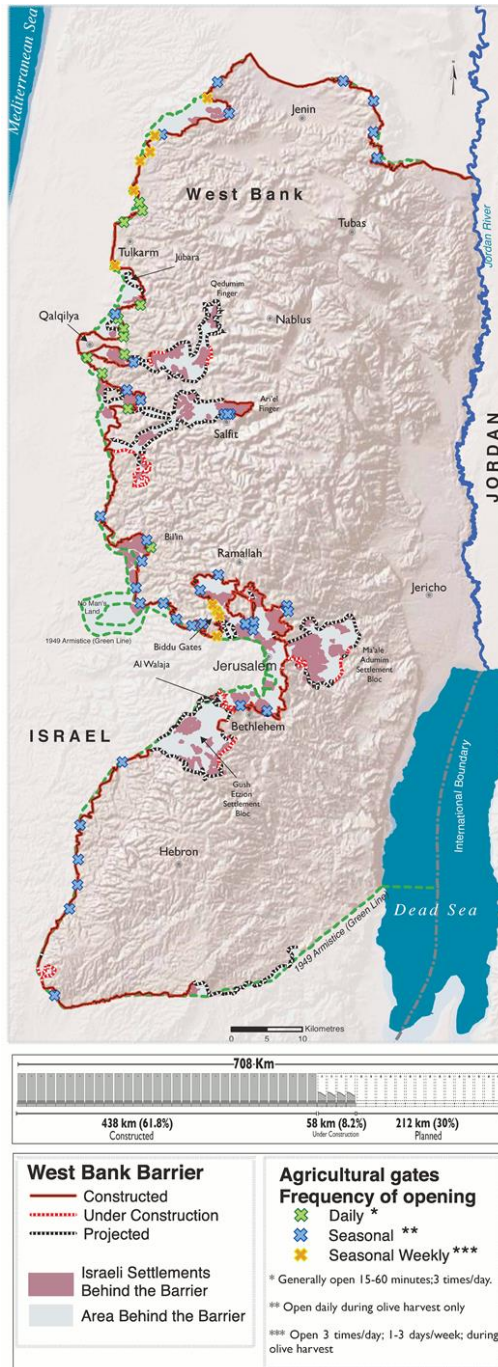 Mediterranean Sea
Jenin
West Bank
Tubas
Jordan River
Tulkarm
Jubara
Qedumim
Finger
Qalqilya
Nablus
Ari'el
Finger
Salfit
JORDAN
Bil'in
Ramallah
Jericho
No Man's
Land
1949 Armistice (Green Line)
Biddu Gates
Jerusalem
Ma'ale
Adumim
Settlement
Bloc
Al Walaja
ISRAEL
Bethlehem
Gush
Etzion
Settlement
Bloc
International Boundary
Hebron
Dead Sea
1949 Armistice (Green Line)
Kilometres
0 5 10
708 Km
438 km (61.8%)
Constructed
58 km (8.2%)
Under Construction
212 km (30%)
Planned
West Bank Barrier
Constructed
Under Construction
Projected
Israeli Settlements
Behind the Barrier
Area Behind the Barrier
Agricultural gates
Frequency of opening
Daily *
Seasonal **
Seasonal Weekly ***
* Generally open 15-60 minutes;3 times/day.
** Open daily during olive harvest only
*** Open 3 times/day; 1-3 days/week; during
olive harvest